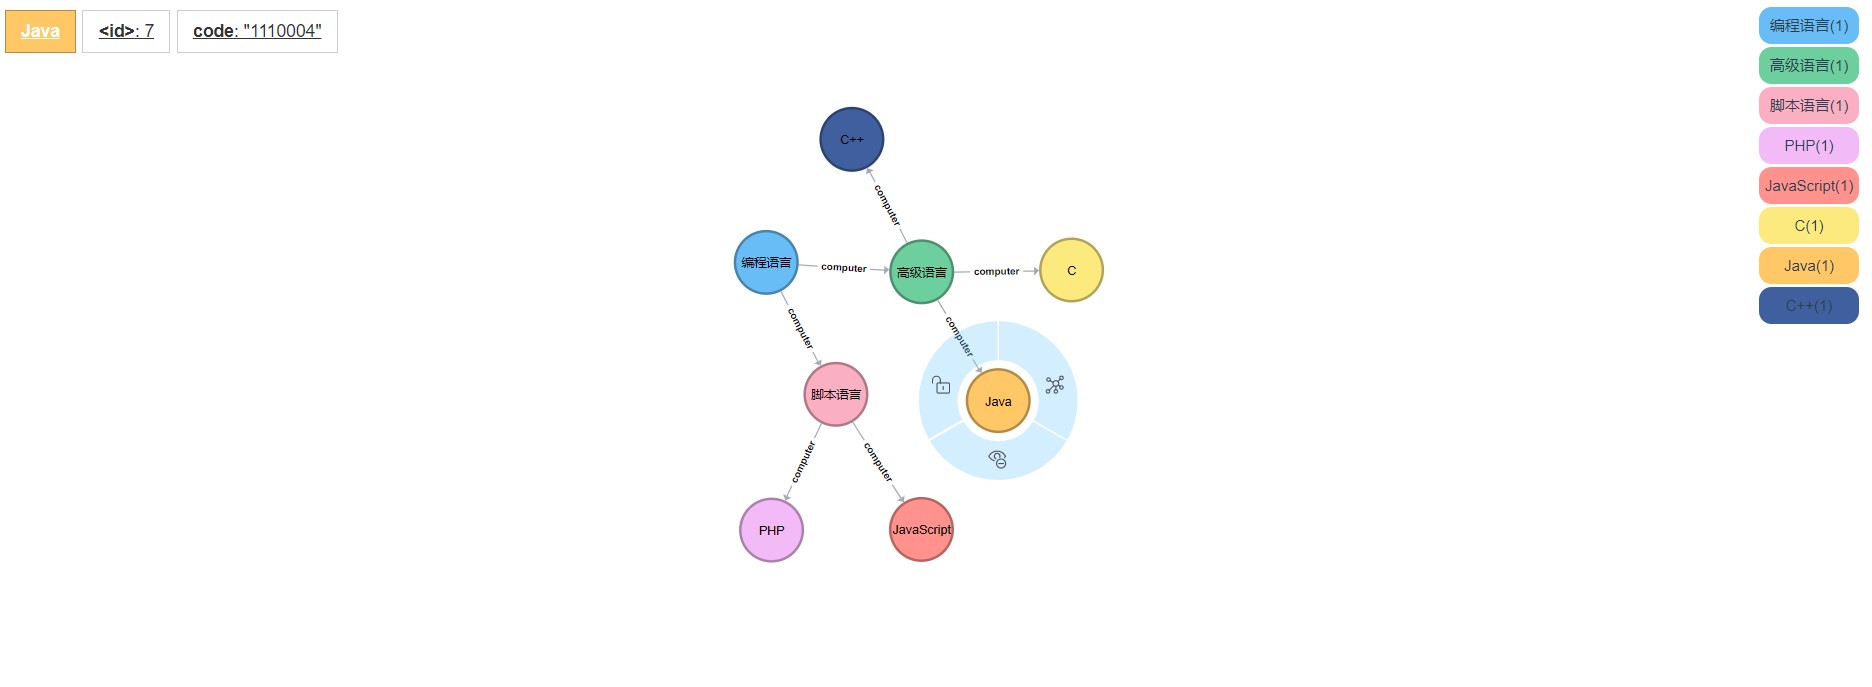 Java
<id>: 7
code: "1110004"
编程语言(1)
高级语言(1)
脚本语言(1)
PHP(1)
JavaScript(1)
C(1)
Java(1)
C++(1)
C++
computer
编程语言
computer
高级语言
computer
C
computer
computer
脚本语言
Java
computer
computer
PHP
JavaScript